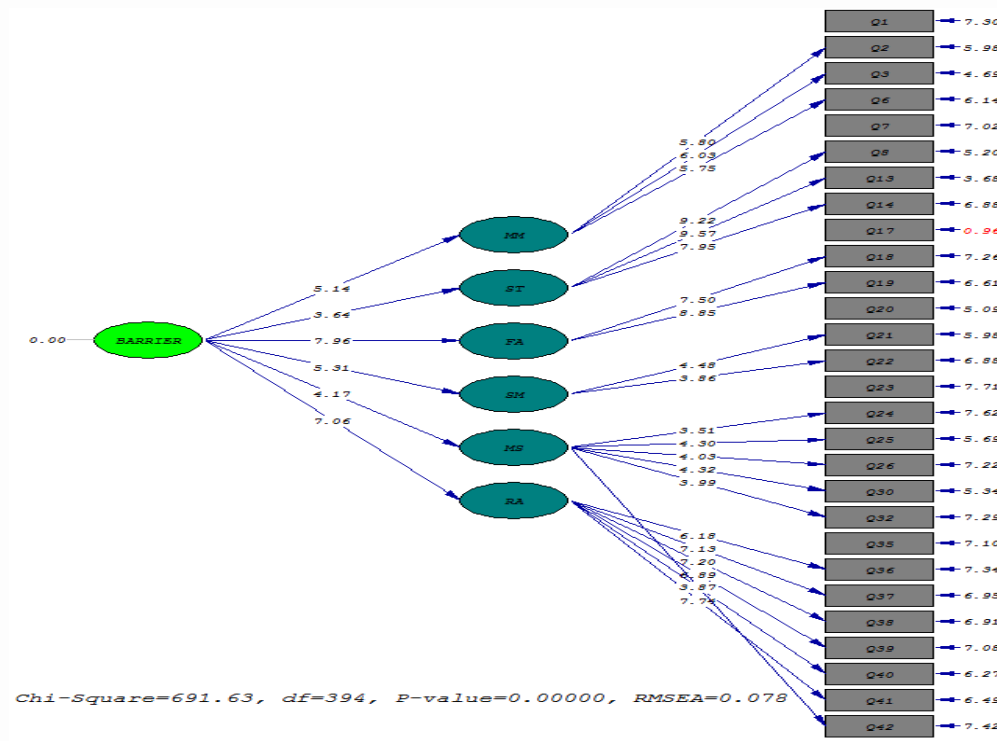 Q1 7.30
Q2 5.98
Q3 4.69
Q6 6.14
Q7 7.02
Q8 5.20
Q13 3.68
Q14 6.88
Q17 0.96
Q18 7.26
Q19 6.61
Q20 5.09
Q21 5.98
Q22 6.88
Q23 7.71
Q24 7.62
Q25 5.69
Q26 7.22
Q30 5.34
Q32 7.29
Q35 7.10
Q36 7.34
Q37 6.95
Q38 6.91
Q39 7.08
Q40 6.27
Q41 6.49
Q42 7.42
5.80
6.03
5.75
9.22
9.57
7.95
7.50
8.85
4.48
3.86
3.51
4.30
4.03
4.32
3.99
6.18
7.13
7.20
3.87
7.74
MM
ST
FA
SM
MS
RA
5.14
3.64
7.96
5.31
4.17
7.06
0.00 BARRIER
Chi-Square=691.63, df=394, P-value=0.00000, RMSEA=0.078